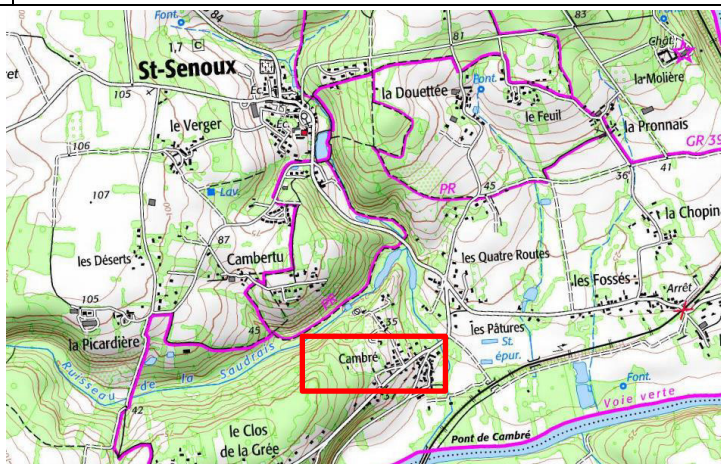 Font.
84
1,7 C
St-Senoux
Éc.
105
le Verger
106
107
Lav.
87
les Déserts
Cambertu
105
la Picardière
45
PR
Ruisseau de la Saudrais
42
35
Cambré
le Clos
de la Grée
81
83
Chât.
la Molière
la Douettée
Font.
le Feuil
la Pronnais
GR 39
PR
45
36
41
la Chopin
les Quatre Routes
les Fossés
Arrêt
les Pâtures
St.
épur.
Font.
Voie verte
Pont de Cambré